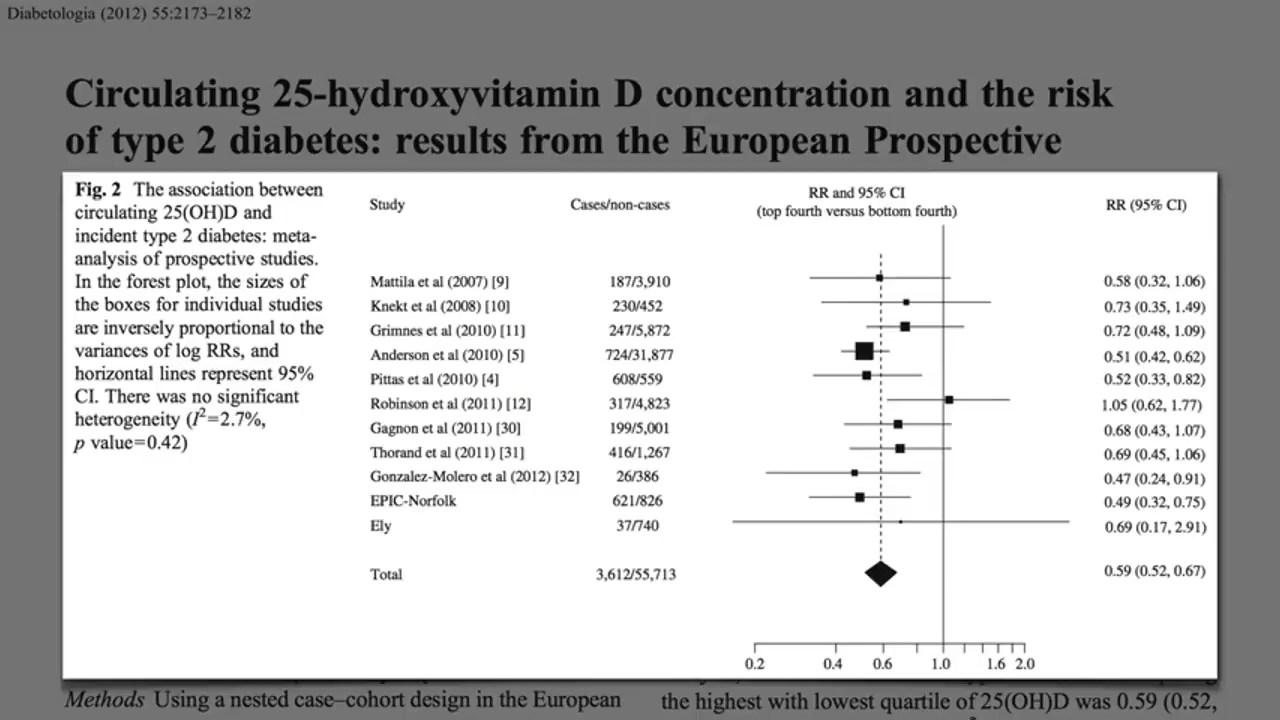 Diabetologia (2012) 55:2173–2182
Circulating 25-hydroxyvitamin D concentration and the risk
of type 2 diabetes: results from the European Prospective
Fig. 2 The association between
circulating 25(OH)D and
incident type 2 diabetes: meta-
analysis of prospective studies.
In the forest plot, the sizes of
the boxes for individual studies
are inversely proportional to the
variances of log RRs, and
horizontal lines represent 95%
CI. There was no significant
heterogeneity (I²=2.7%,
p value=0.42)
Study Cases/non-cases RR and 95% CI RR (95% CI)
(top fourth versus bottom fourth)
Mattila et al (2007) [9] 187/3,910 0.58 (0.32, 1.06)
Knekt et al (2008) [10] 230/452 0.73 (0.35, 1.49)
Grimnes et al (2010) [11] 247/5,872 0.72 (0.48, 1.09)
Anderson et al (2010) [5] 724/31,877 0.51 (0.42, 0.62)
Pittas et al (2010) [4] 608/559 0.52 (0.33, 0.82)
Robinson et al (2011) [12] 317/4,823 1.05 (0.62, 1.77)
Gagnon et al (2011) [30] 199/5,001 0.68 (0.43, 1.07)
Thorand et al (2011) [31] 416/1,267 0.69 (0.45, 1.06)
Gonzalez-Molero et al (2012) [32] 26/386 0.47 (0.24, 0.91)
EPIC-Norfolk 621/826 0.49 (0.32, 0.75)
Ely 37/740 0.69 (0.17, 2.91)
Total 3,612/55,713 0.59 (0.52, 0.67)
0.2 0.4 0.6 1.0 1.6 2.0
Methods Using a nested case–cohort design in the European
the highest with lowest quartile of 25(OH)D was 0.59 (0.52,